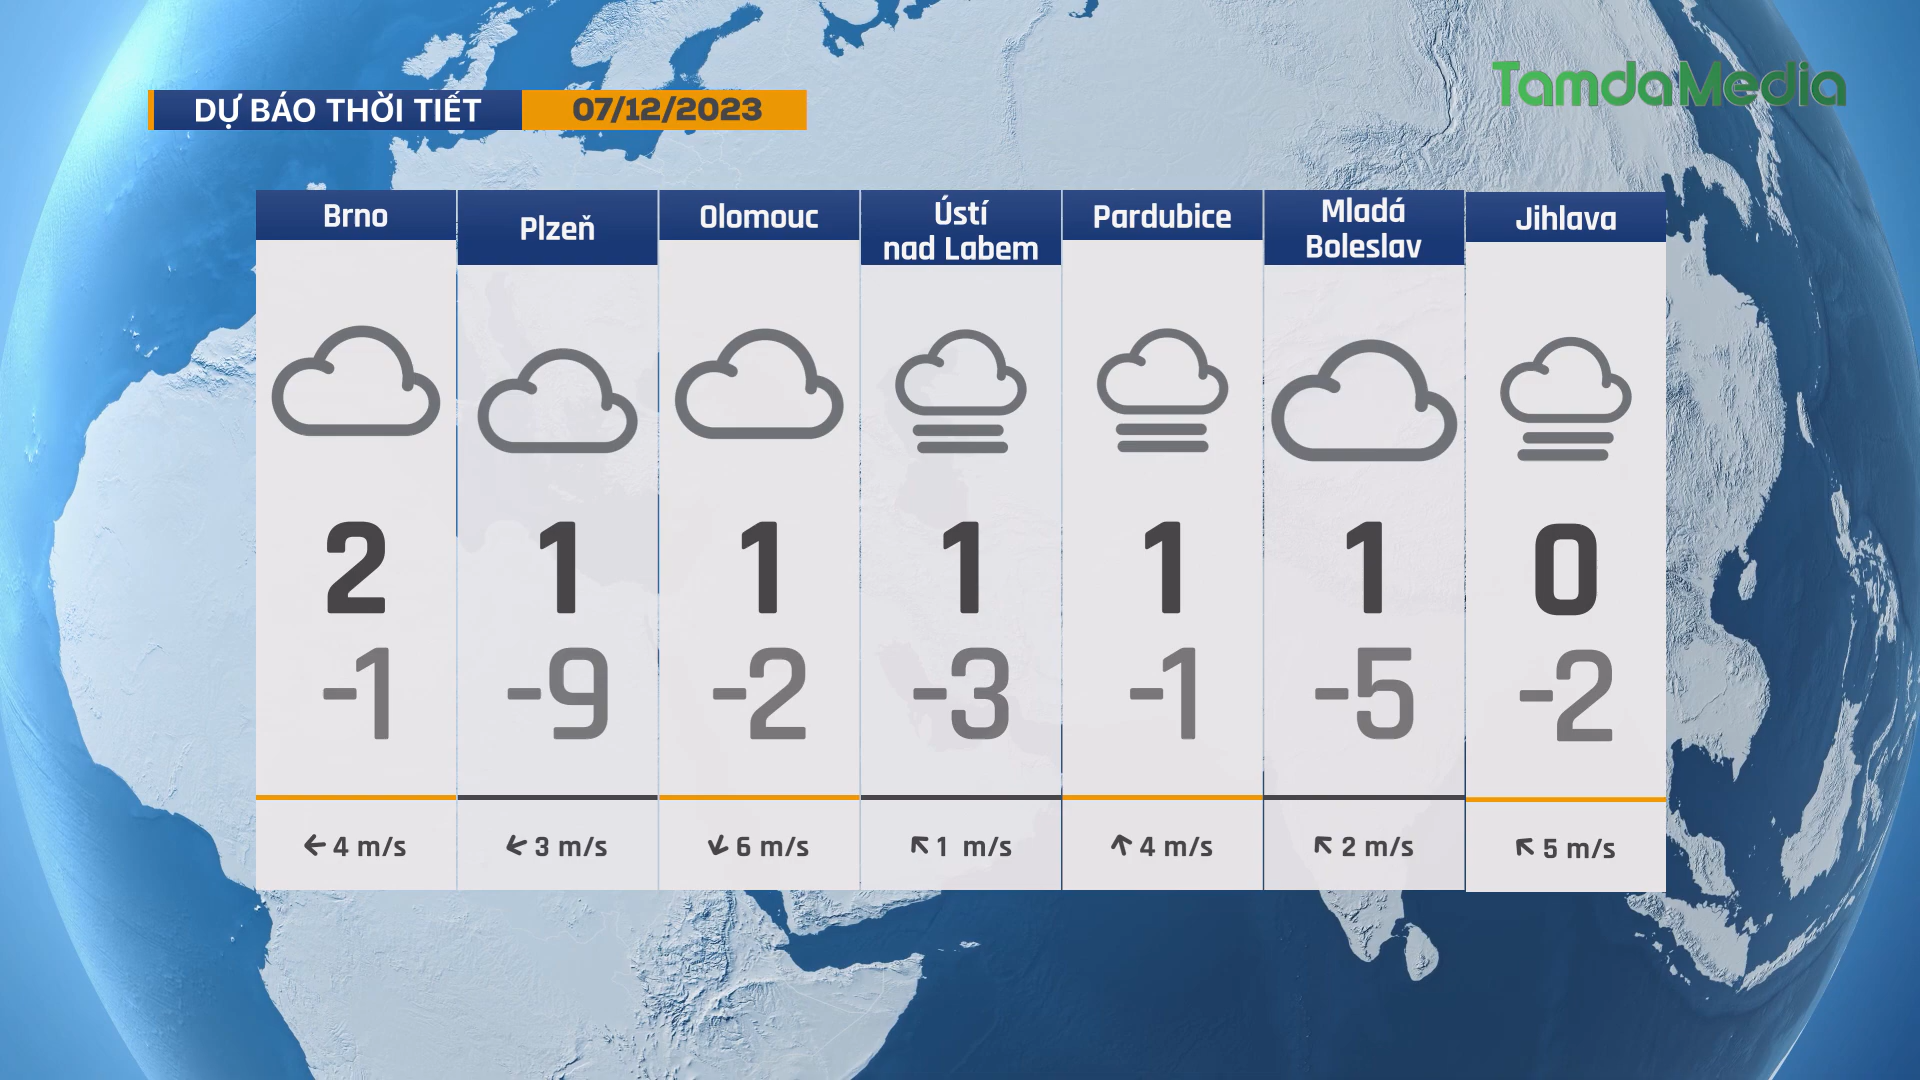 TamdaMedia
DỰ BÁO THỜI TIẾT
07/12/2023
Brno
2
-1
4 m/s
Plzeň
1
-9
3 m/s
Olomouc
1
-2
6 m/s
Ústí
nad Labem
1
-3
1 m/s
Pardubice
1
-1
4 m/s
Mladá
Boleslav
1
-5
2 m/s
Jihlava
0
-2
5 m/s